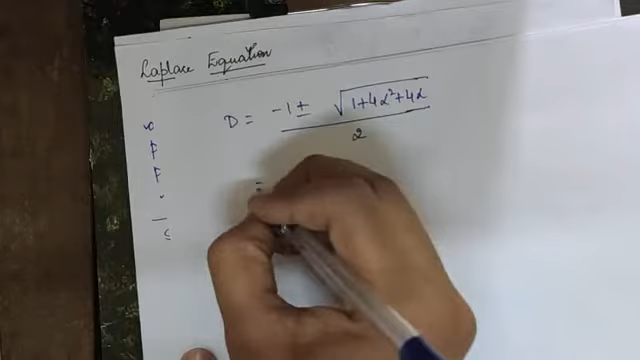 Laplace Equation
D = -1 ± √1+4α²+4α
2
=